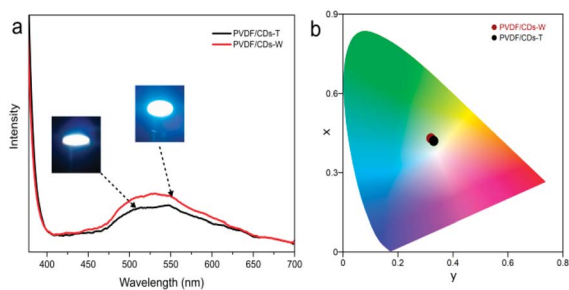 a
PVDF/CDs-T
PVDF/CDs-W
Intensity
400 450 500 550 600 650 700
Wavelength (nm)
b
PVDF/CDs-W
PVDF/CDs-T
0.9
0.6
0.3
0
x
0 0.2 0.4 0.6 0.8
y